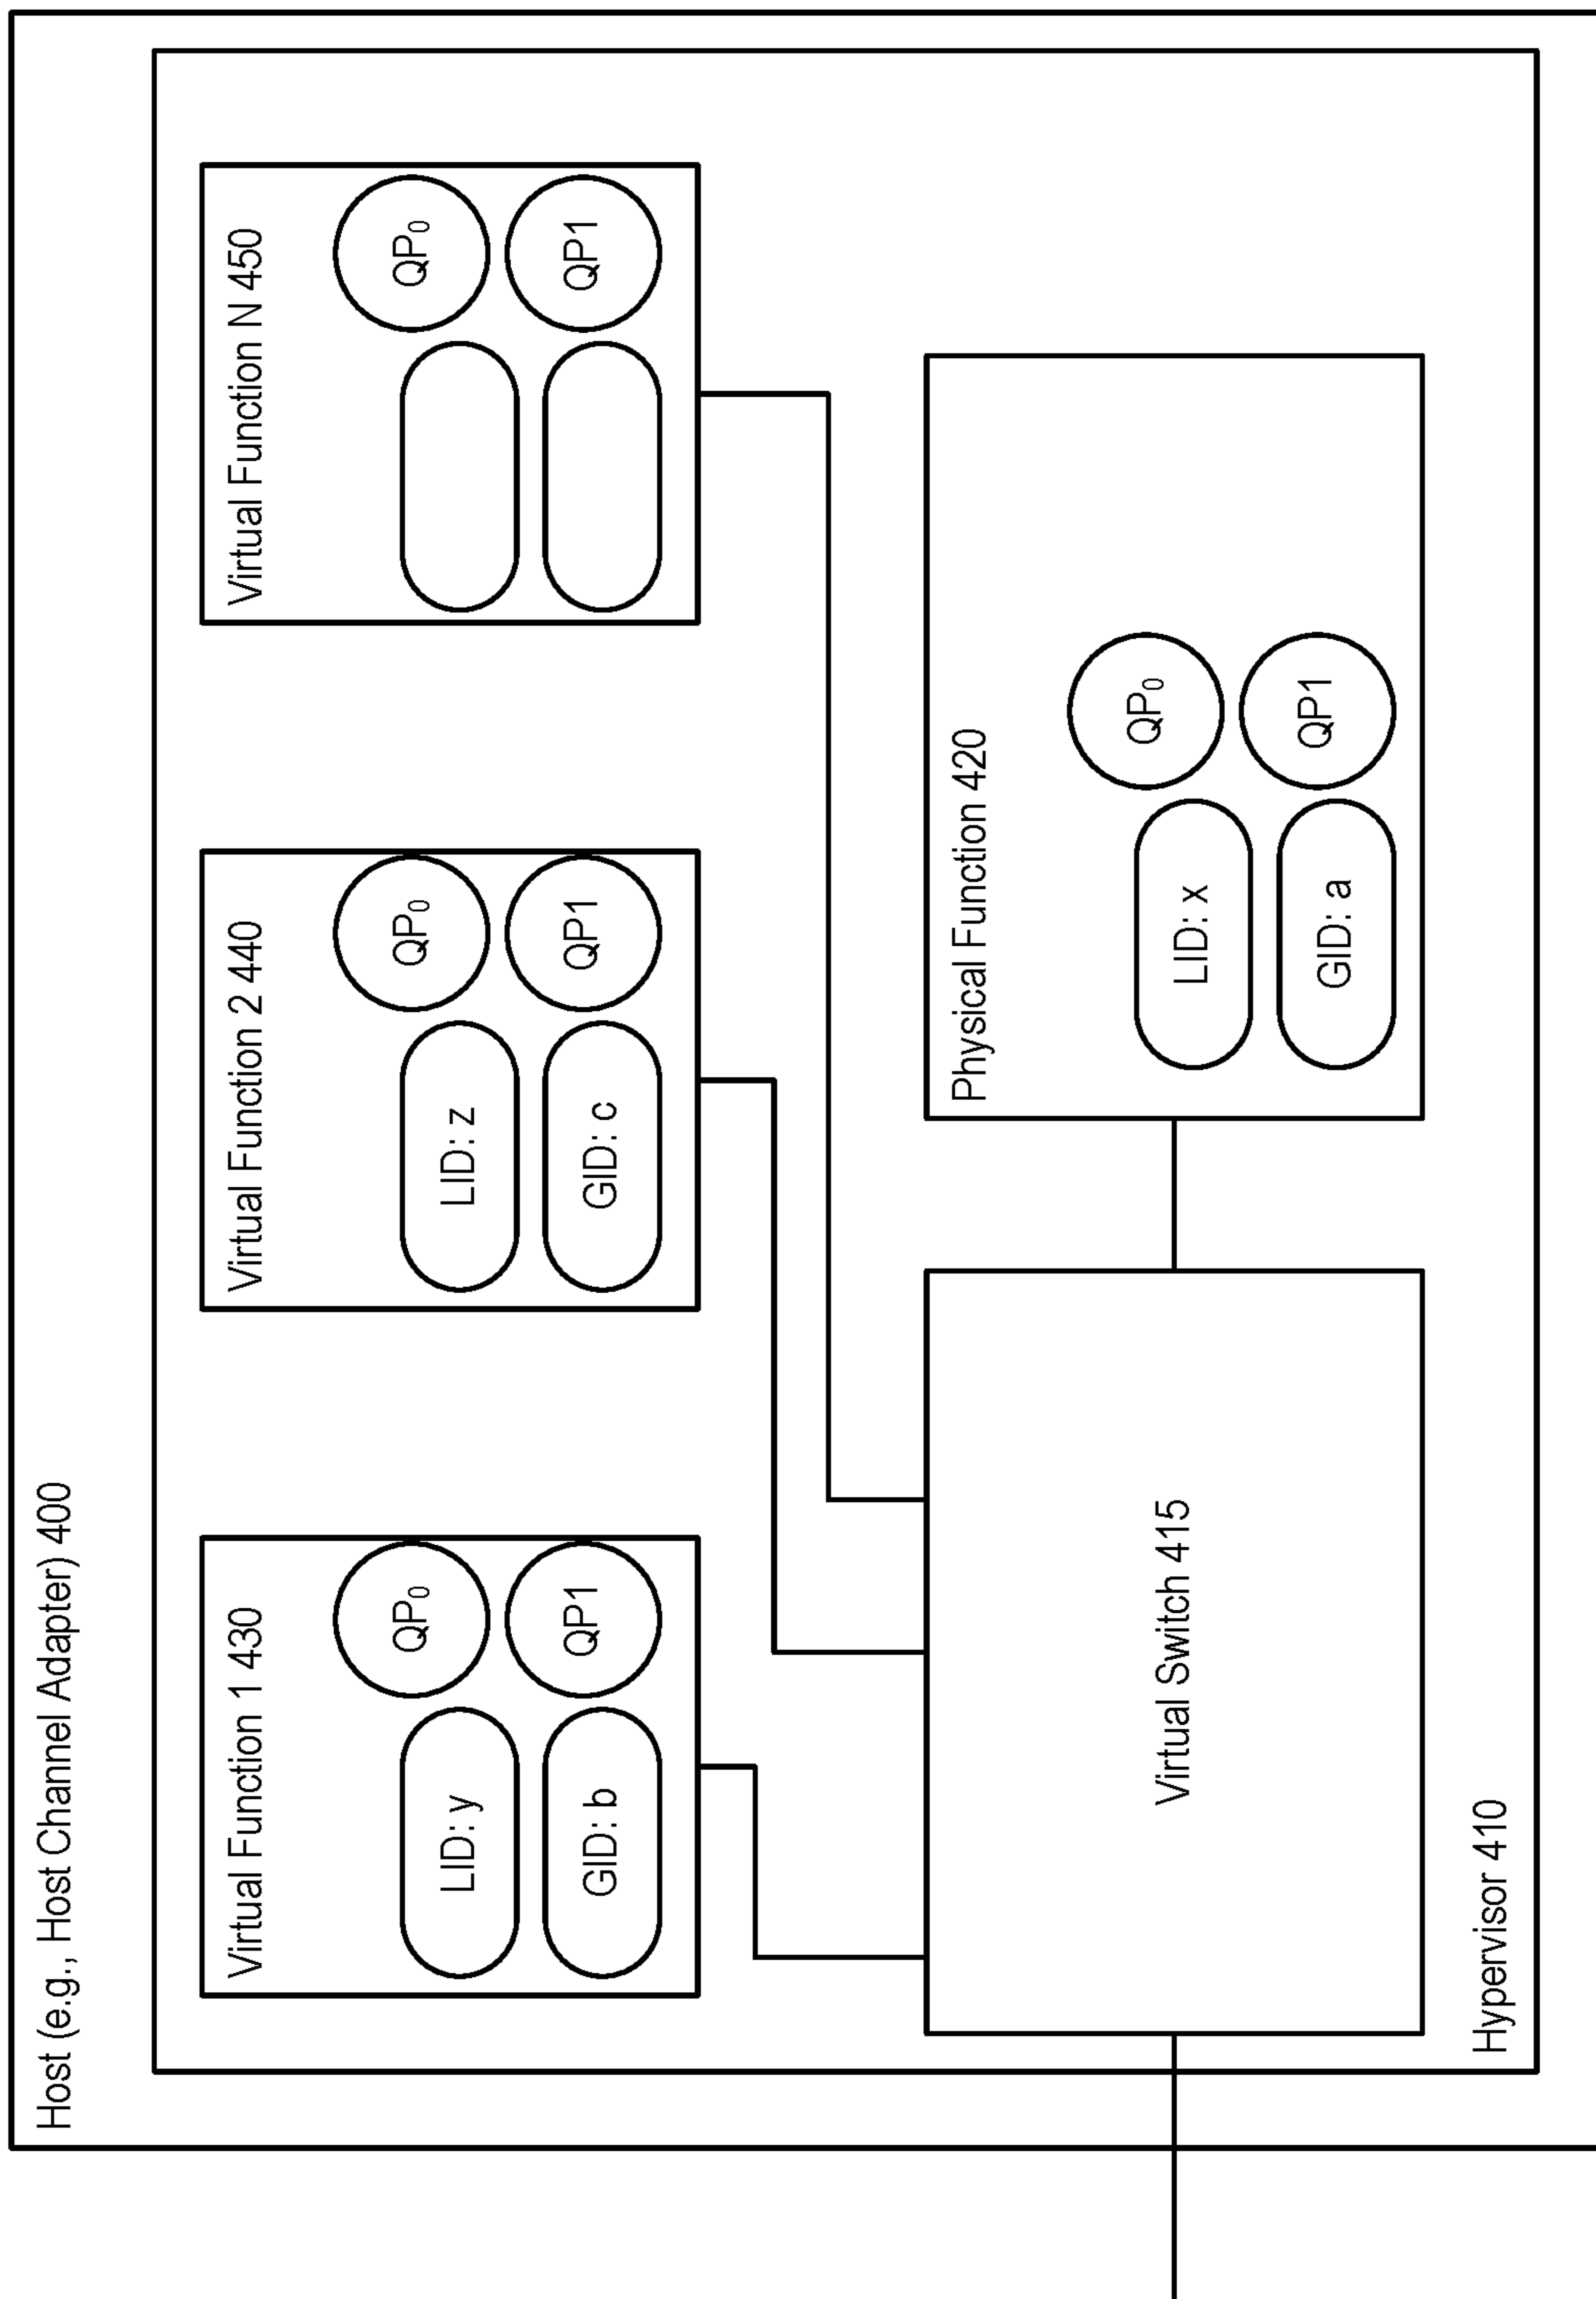 Host (e.g., Host Channel Adapter) 400
Virtual Function 1 430
QP0
LID: y
QP1
GID: b
Virtual Function 2 440
QP0
LID: z
QP1
GID: c
Virtual Function N 450
QP0
QP1
Virtual Switch 415
Physical Function 420
QP0
LID: x
QP1
GID: a
Hypervisor 410